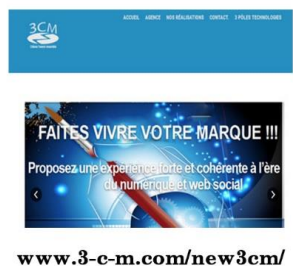 ACCUEIL AGENCE NOS RÉALISATIONS CONTACT. 3 PÔLES TECHNOLOGIES
3CM
FAITES VIVRE VOTRE MARQUE !!!
Proposez une expérience forte et cohérente à l'ère
du numérique et web social
www.3-c-m.com/new3cm/